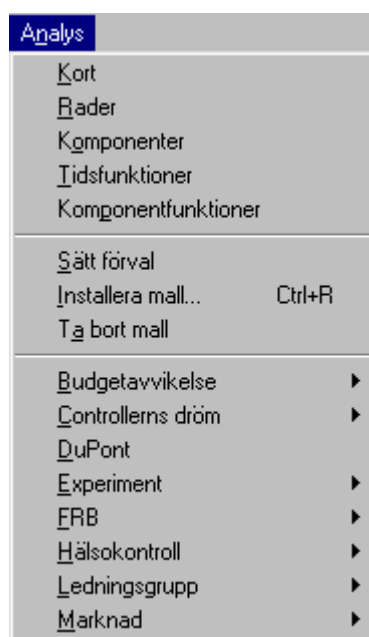 Analys
Kort
Rader
Komponenter
Tidsfunktioner
Komponentfunktioner
Sätt förval
Installera mall... Ctrl+R
Ta bort mall
Budgetavvikelse
Controllerns dröm
DuPont
Experiment
FRB
Hälsokontroll
Ledningsgrupp
Marknad